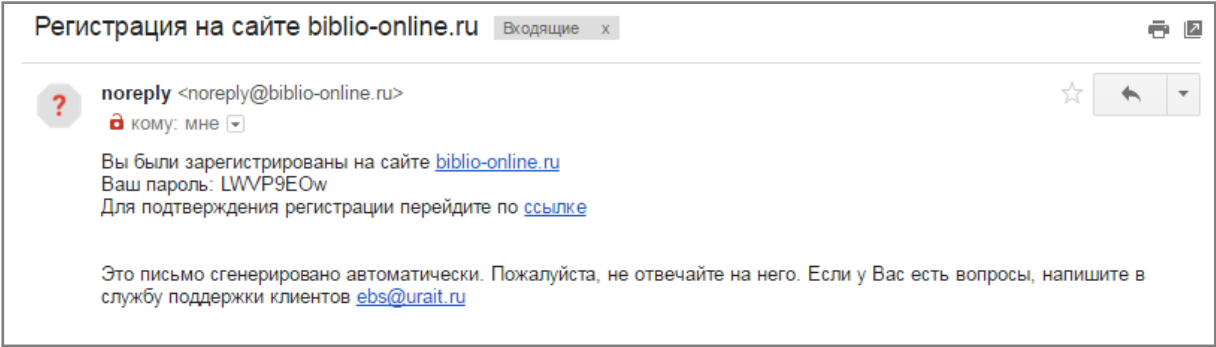 Регистрация на сайте biblio-online.ru Входящие x
noreply <noreply@biblio-online.ru>
кому: мне
Вы были зарегистрированы на сайте biblio-online.ru
Ваш пароль: LWVP9EOw
Для подтверждения регистрации перейдите по ссылке
Это письмо сгенерировано автоматически. Пожалуйста, не отвечайте на него. Если у Вас есть вопросы, напишите в
службу поддержки клиентов ebs@urait.ru